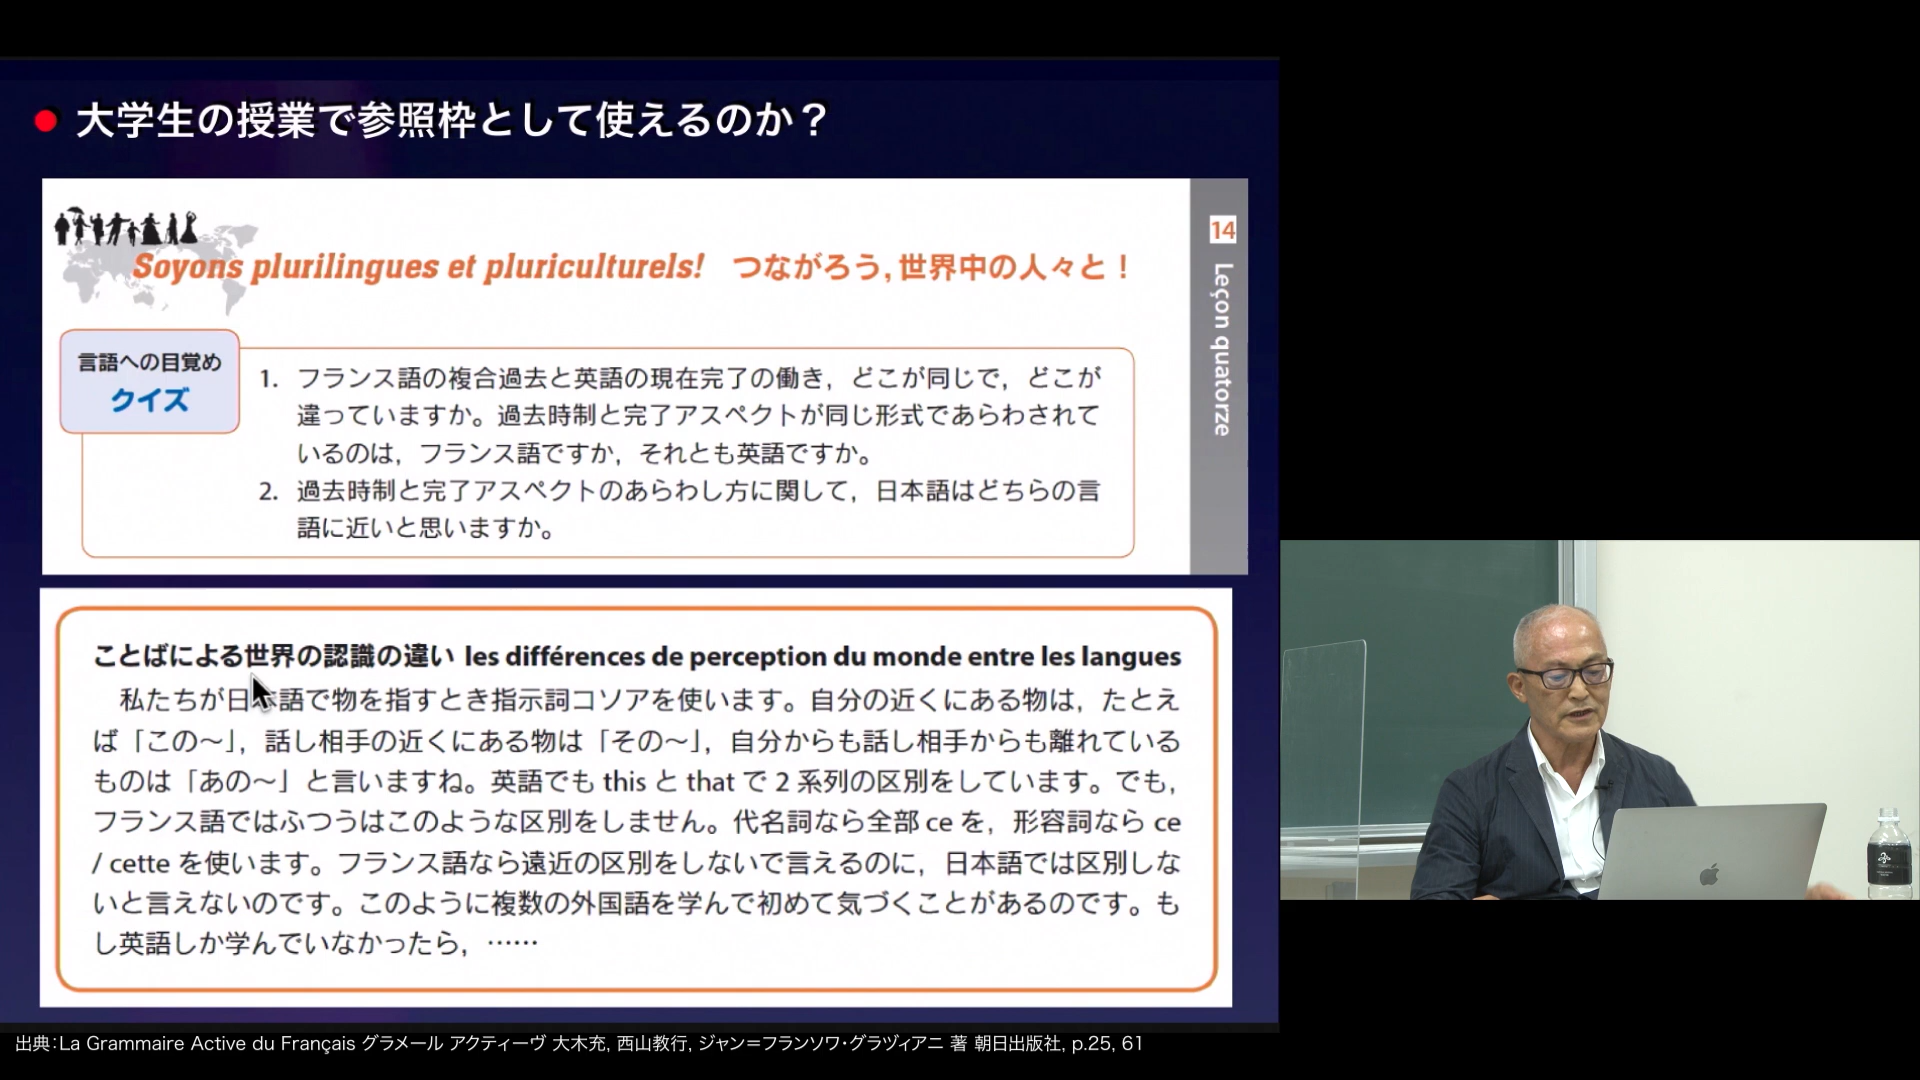 大学生の授業で参照枠として使えるのか？
Soyons plurilingues et pluriculturels! つながろう,世界中の人々と！
14 Leçon quatorze
言語への目覚め
クイズ
1. フランス語の複合過去と英語の現在完了の働き，どこが同じで，どこが
違っていますか。過去時制と完了アスペクトが同じ形式であらわされて
いるのは，フランス語ですか，それとも英語ですか。
2. 過去時制と完了アスペクトのあらわし方に関して，日本語はどちらの言
語に近いと思いますか。
ことばによる世界の認識の違い les différences de perception du monde entre les langues
私たちが日本語で物を指すとき指示詞コソアを使います。自分の近くにある物は，たとえ
ば「この〜」，話し相手の近くにある物は「その〜」，自分からも話し相手からも離れている
ものは「あの〜」と言いますね。英語でも this と that で 2 系列の区別をしています。でも，
フランス語ではふつうはこのような区別をしません。代名詞なら全部 ce を，形容詞なら ce
/ cette を使います。フランス語なら遠近の区別をしないで言えるのに，日本語では区別しな
いと言えないのです。このように複数の外国語を学んで初めて気づくことがあるのです。も
し英語しか学んでいなかったら，……
出典：La Grammaire Active du Français グラメール アクティーヴ 大木充, 西山教行, ジャン＝フランソワ・グラヴィアニ 著 朝日出版社, p.25, 61